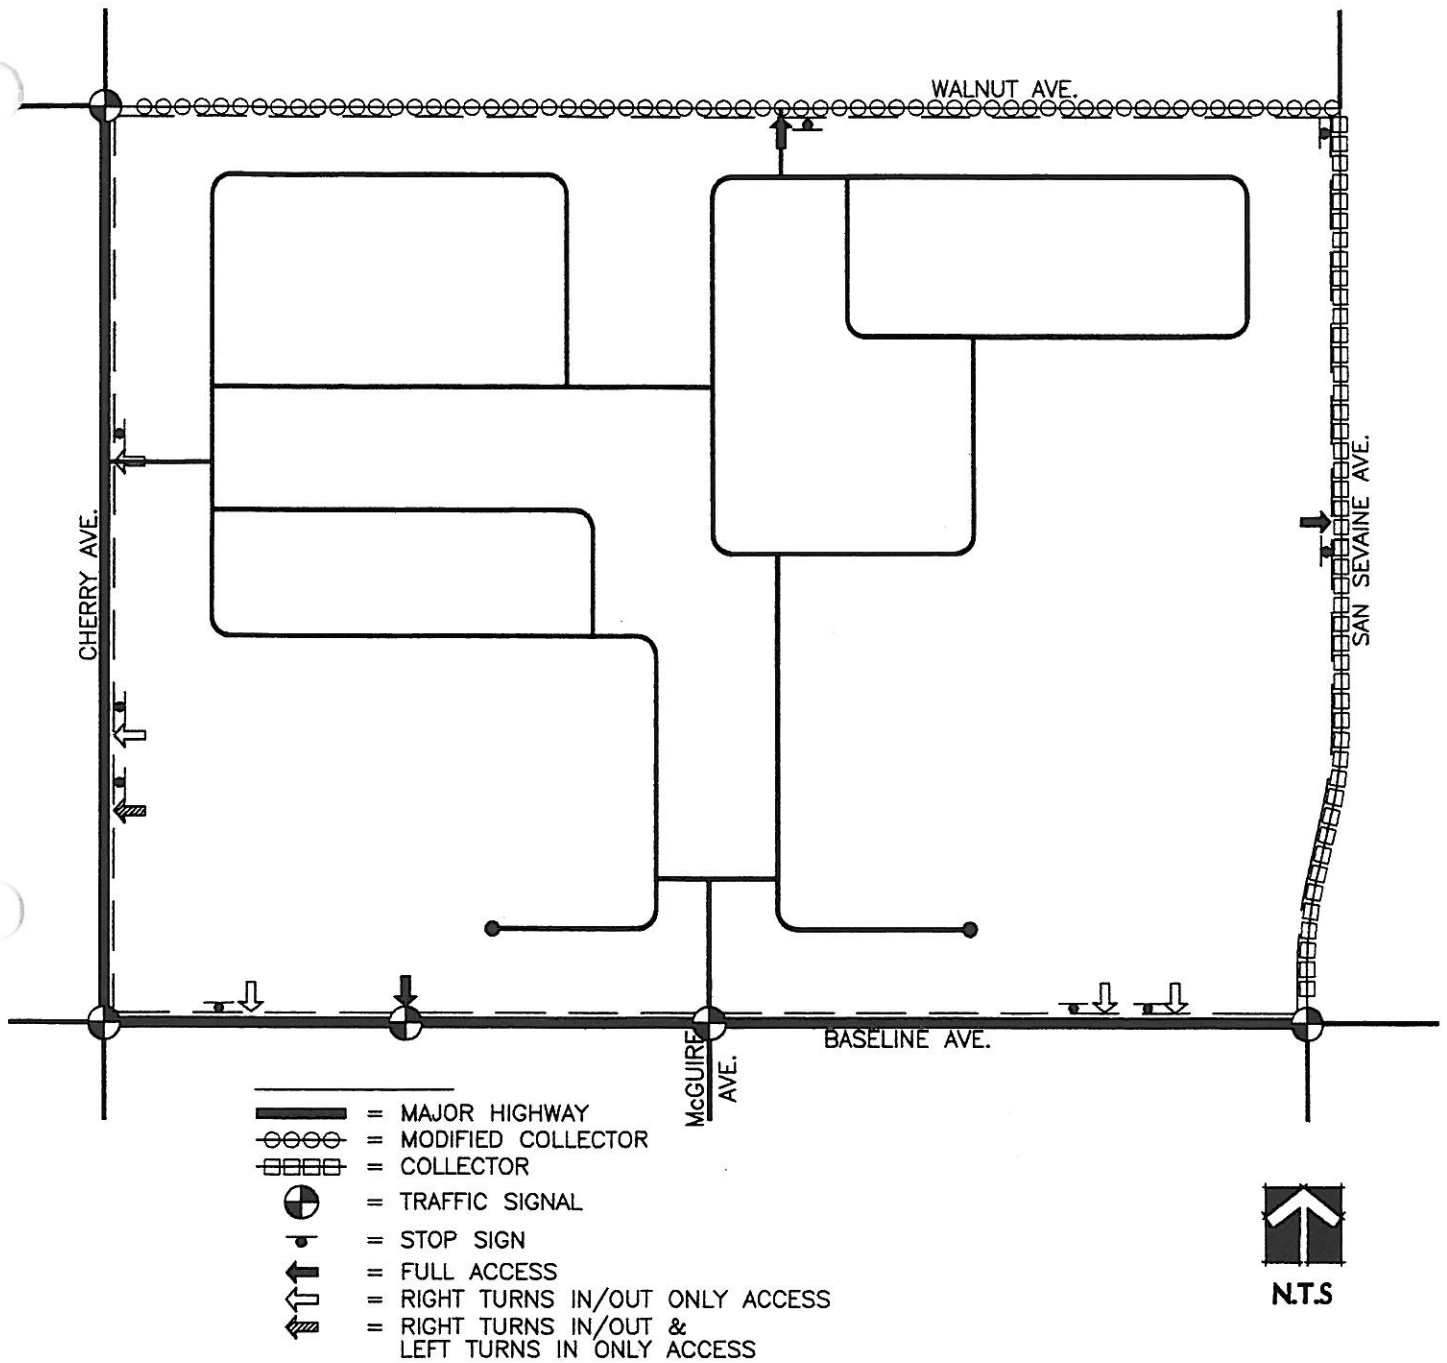 WALNUT AVE.
CHERRY AVE.
SAN SEVAINE AVE.
BASELINE AVE.
McGUIRE
AVE.
= MAJOR HIGHWAY
= MODIFIED COLLECTOR
= COLLECTOR
= TRAFFIC SIGNAL
= STOP SIGN
= FULL ACCESS
= RIGHT TURNS IN/OUT ONLY ACCESS
= RIGHT TURNS IN/OUT &
LEFT TURNS IN ONLY ACCESS
N.T.S